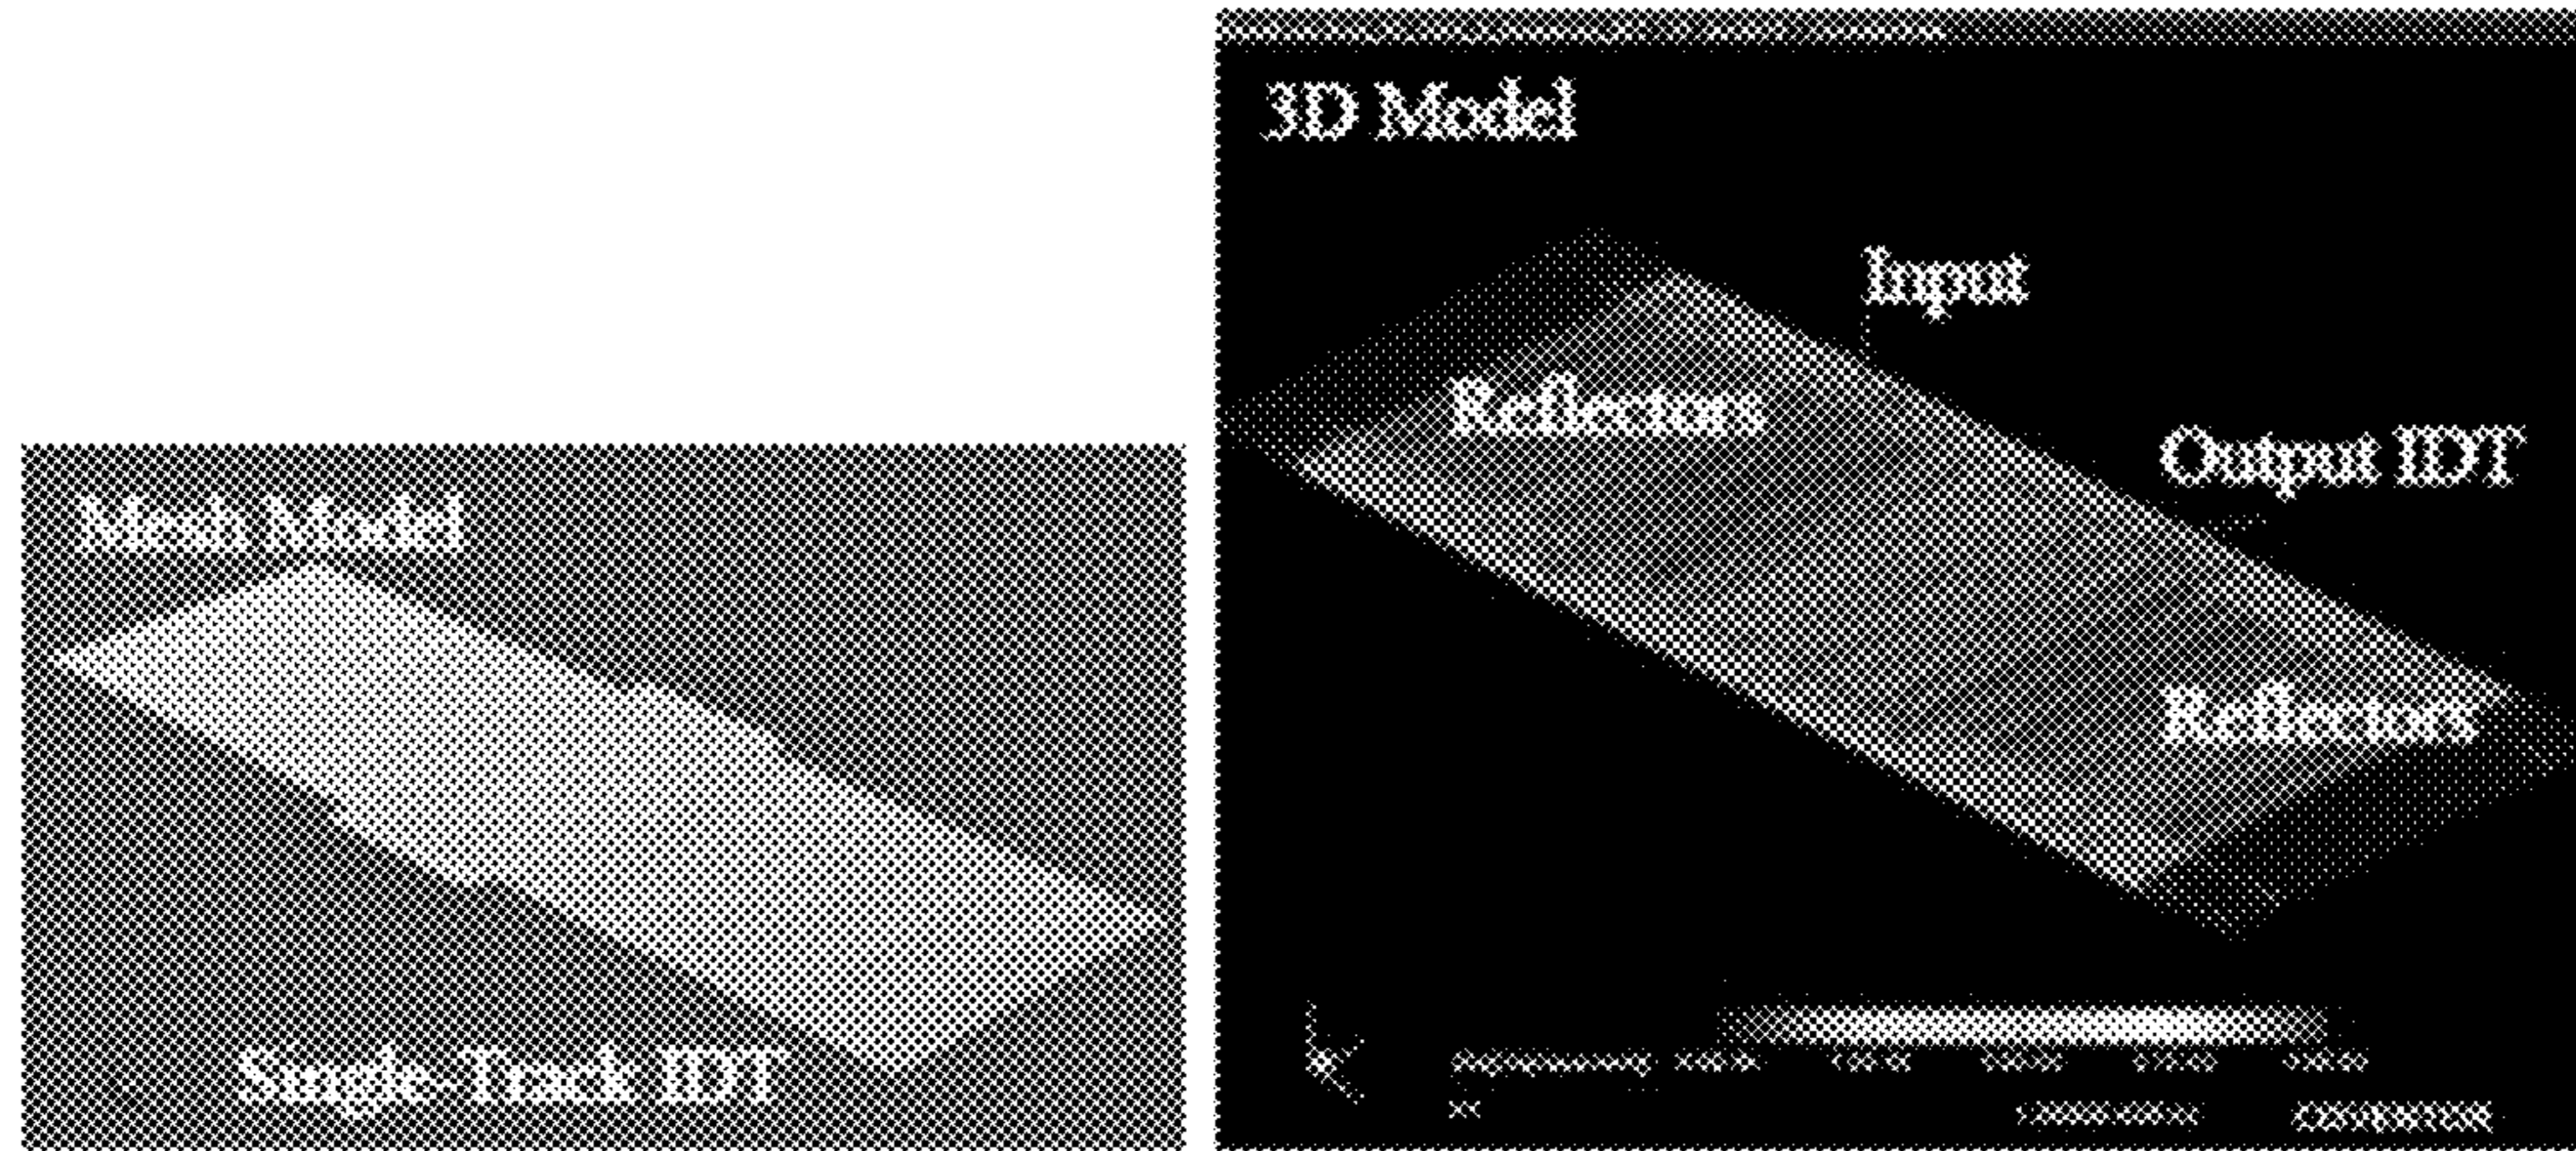 Mesh Model
Single-Track IDT
3D Model
Input
Reflectors
Output IDT
Reflectors